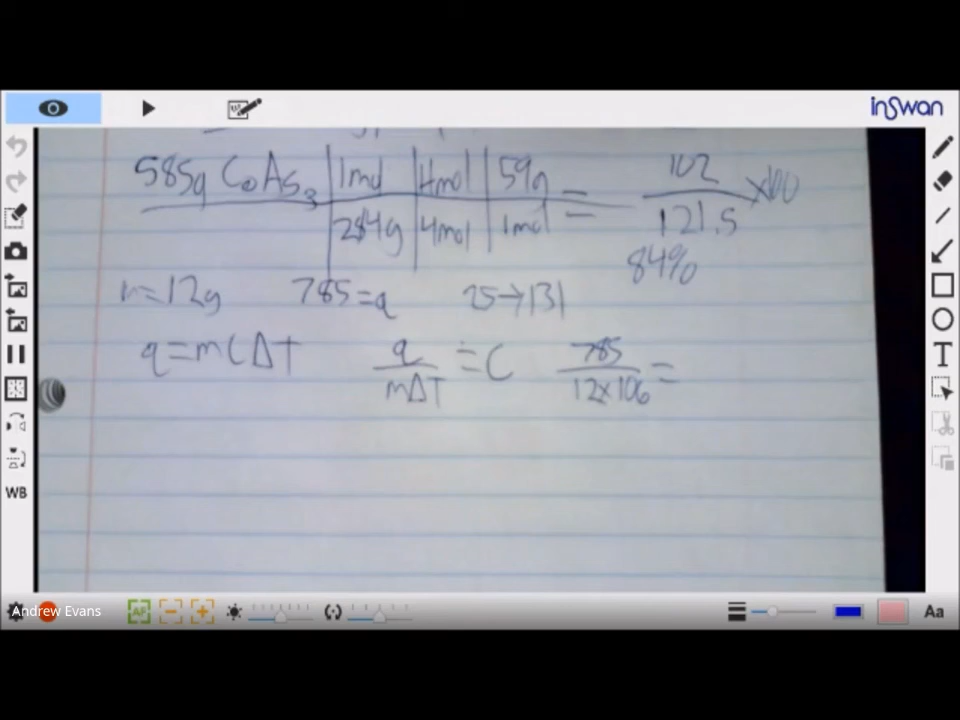 inSwan
585g CoAs3 | 1mol | 4mol | 59g = 102 x100
284g | 4mol | 1mol 121.5
84%
m=12g 785=q 25→131
q=mCΔT q/mΔT = C 785/12x106 =
WB
T
Andrew Evans
Aa